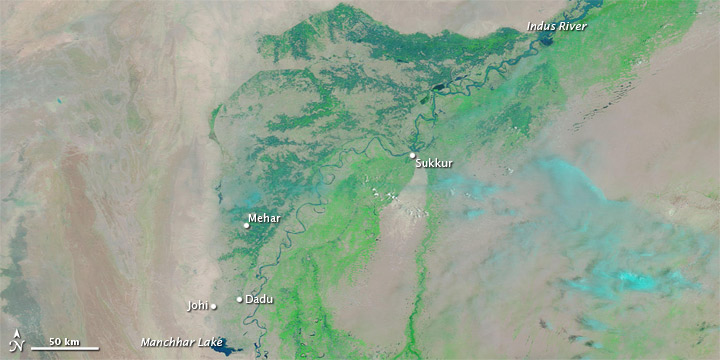 Indus River
Sukkur
Mehar
Johi
Dadu
Manchhar Lake
N
50 km